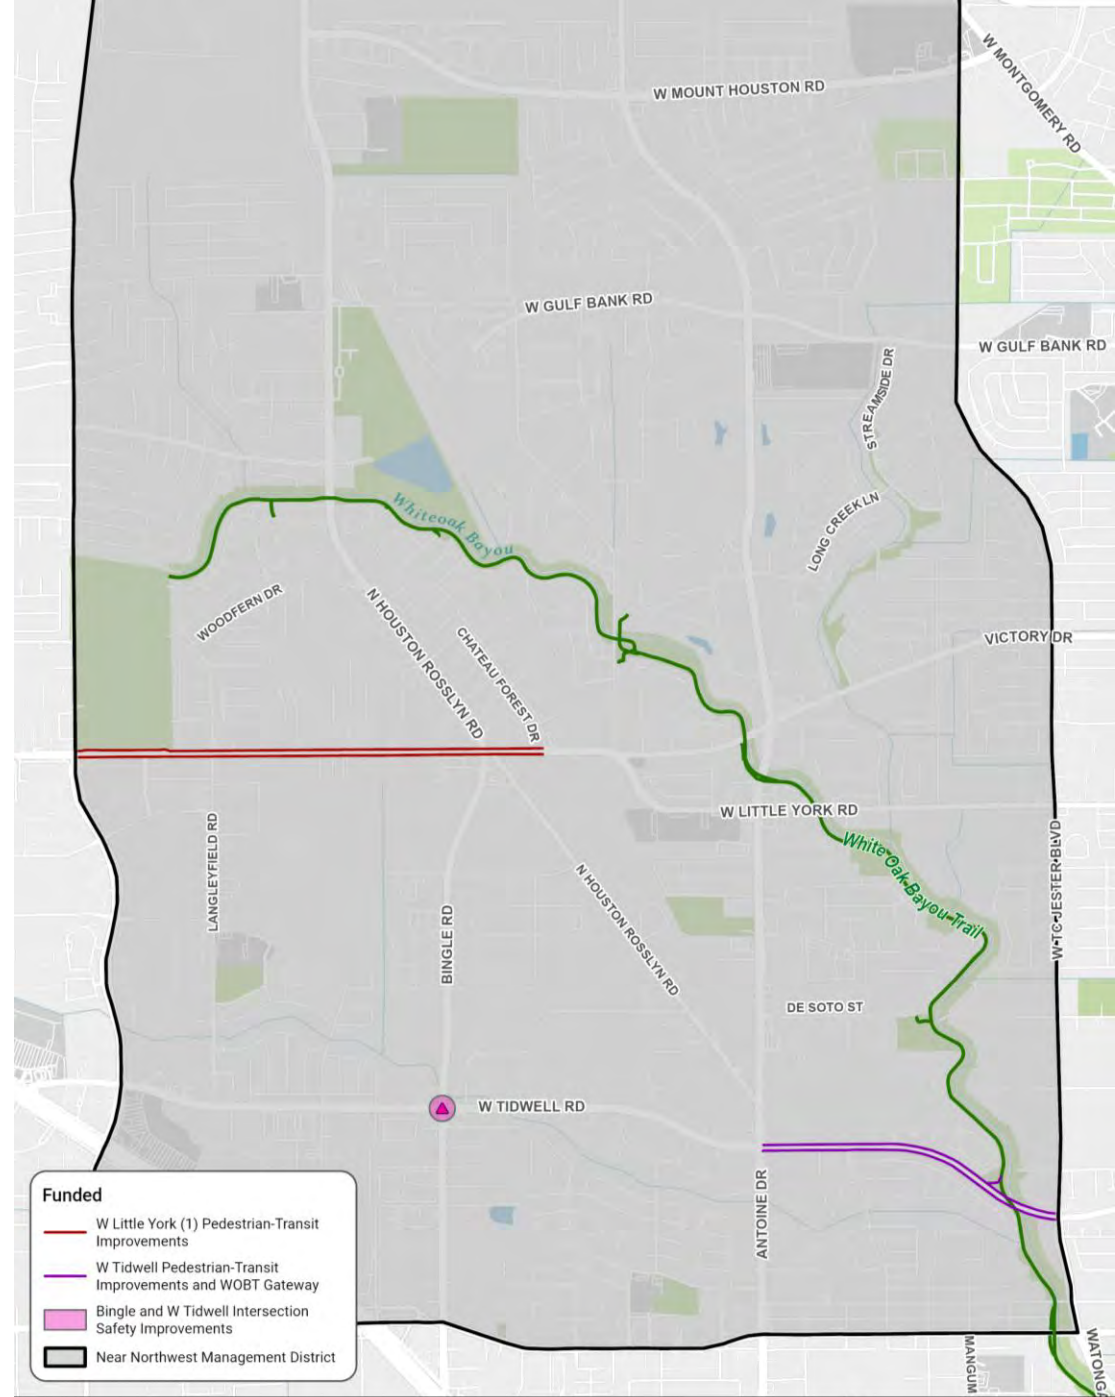 W MONTGOMERY RD
W MOUNT HOUSTON RD
W GULF BANK RD
W GULF BANK RD
STREAMSIDE DR
LONG CREEK LN
Whiteoak Bayou
WOODFERN DR
N HOUSTON ROSSLYN RD
CHATEAU FOREST DR
VICTORY DR
W LITTLE YORK RD
White Oak Bayou Trail
W TC JESTER BLVD
LANGLEYFIELD RD
BINGLE RD
N HOUSTON ROSSLYN RD
DE SOTO ST
W TIDWELL RD
ANTOINE DR
Funded
W Little York (1) Pedestrian-Transit
Improvements
W Tidwell Pedestrian-Transit
Improvements and WOBT Gateway
Bingle and W Tidwell Intersection
Safety Improvements
Near Northwest Management District
MANGUM